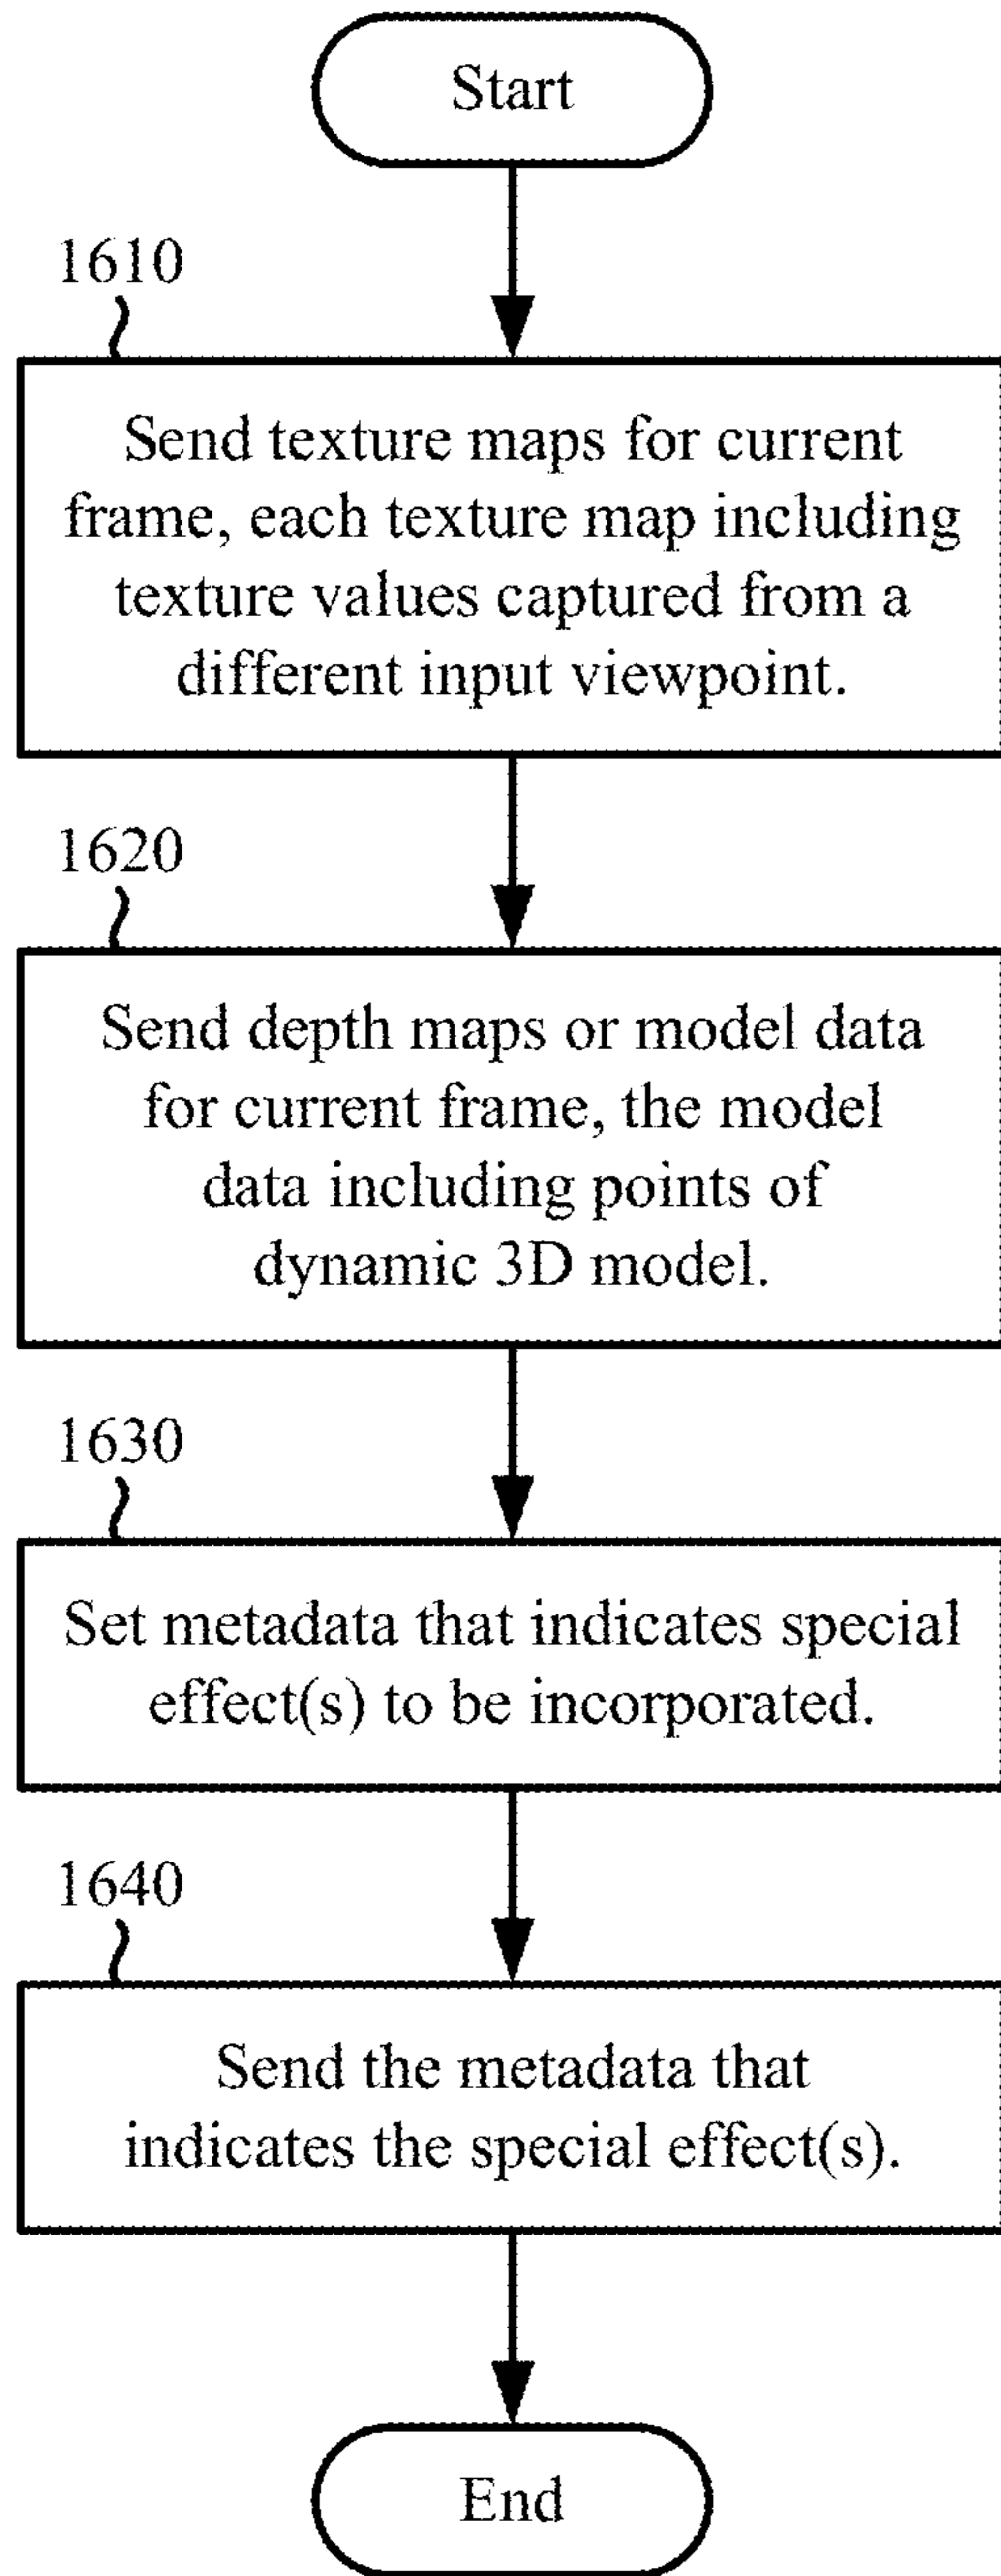 Start
1610
Send texture maps for current
frame, each texture map including
texture values captured from a
different input viewpoint.
1620
Send depth maps or model data
for current frame, the model
data including points of
dynamic 3D model.
1630
Set metadata that indicates special
effect(s) to be incorporated.
1640
Send the metadata that
indicates the special effect(s).
End